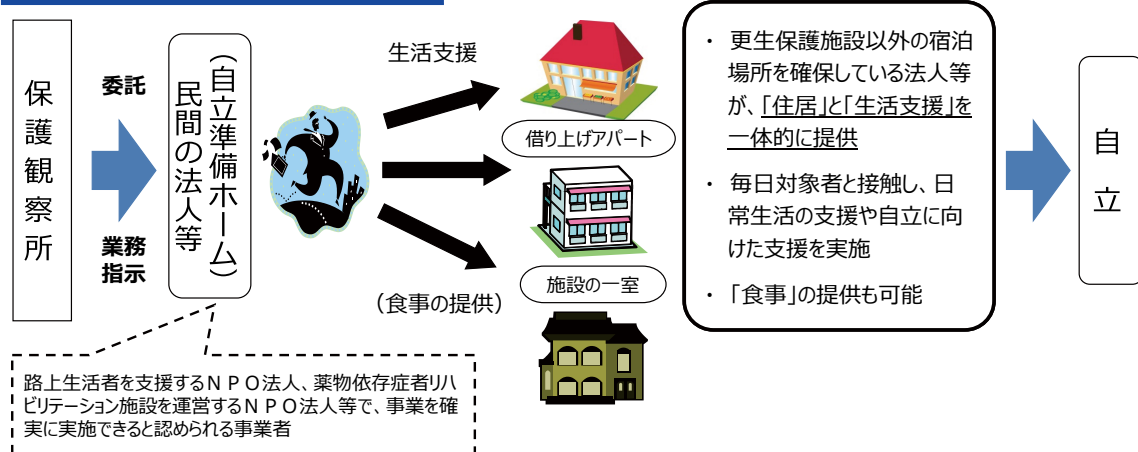 保護観察所
委託
業務
指示
民間の法人等
（自立準備ホーム）
生活支援
（食事の提供）
借り上げアパート
施設の一室
・ 更生保護施設以外の宿泊
場所を確保している法人等
が、「住居」と「生活支援」を
一体的に提供
・ 毎日対象者と接触し、日
常生活の支援や自立に向
けた支援を実施
・ 「食事」の提供も可能
自立
路上生活者を支援するＮＰＯ法人、薬物依存症者リハ
ビリテーション施設を運営するＮＰＯ法人等で、事業を確
実に実施できると認められる事業者